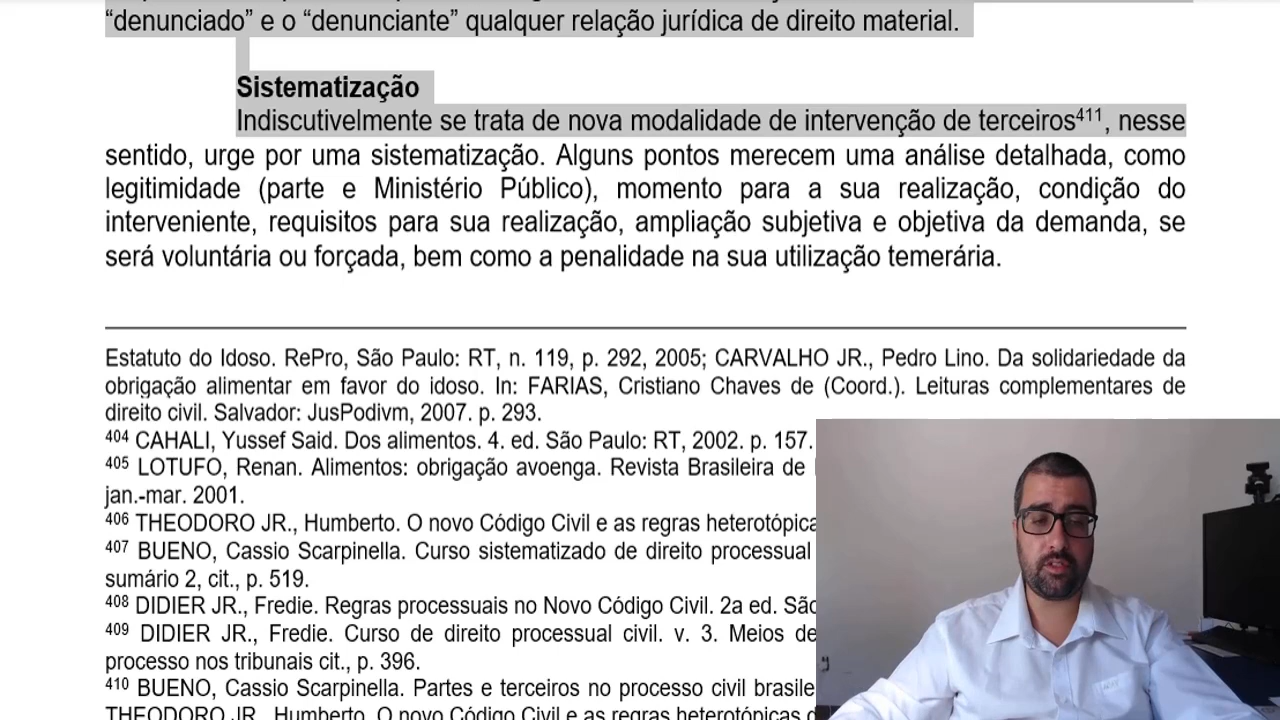 “denunciado” e o “denunciante” qualquer relação jurídica de direito material.
Sistematização
Indiscutivelmente se trata de nova modalidade de intervenção de terceiros⁴¹¹, nesse
sentido, urge por uma sistematização. Alguns pontos merecem uma análise detalhada, como
legitimidade (parte e Ministério Público), momento para a sua realização, condição do
interveniente, requisitos para sua realização, ampliação subjetiva e objetiva da demanda, se
será voluntária ou forçada, bem como a penalidade na sua utilização temerária.
Estatuto do Idoso. RePro, São Paulo: RT, n. 119, p. 292, 2005; CARVALHO JR., Pedro Lino. Da solidariedade da
obrigação alimentar em favor do idoso. In: FARIAS, Cristiano Chaves de (Coord.). Leituras complementares de
direito civil. Salvador: JusPodivm, 2007. p. 293.
⁴⁰⁴ CAHALI, Yussef Said. Dos alimentos. 4. ed. São Paulo: RT, 2002. p. 157.
⁴⁰⁵ LOTUFO, Renan. Alimentos: obrigação avoenga. Revista Brasileira de
jan.-mar. 2001.
⁴⁰⁶ THEODORO JR., Humberto. O novo Código Civil e as regras heterotópica
⁴⁰⁷ BUENO, Cassio Scarpinella. Curso sistematizado de direito processual
sumário 2, cit., p. 519.
⁴⁰⁸ DIDIER JR., Fredie. Regras processuais no Novo Código Civil. 2a ed. São
⁴⁰⁹ DIDIER JR., Fredie. Curso de direito processual civil. v. 3. Meios de
processo nos tribunais cit., p. 396.
⁴¹⁰ BUENO, Cassio Scarpinella. Partes e terceiros no processo civil brasile
THEODORO JR., Humberto. O novo Código Civil e as regras heterotópicas